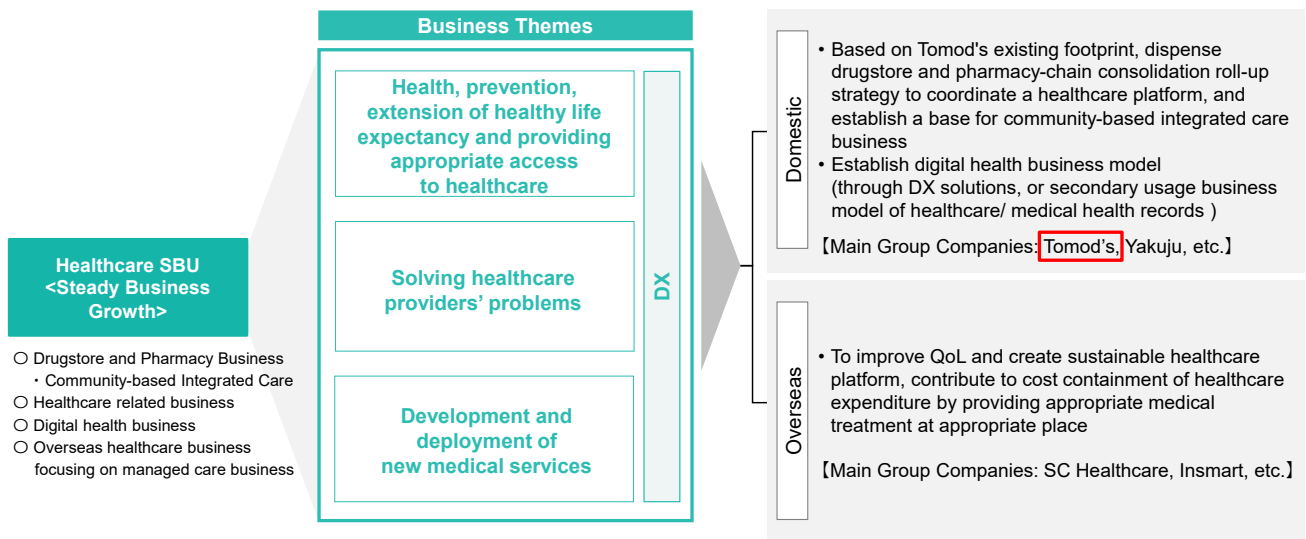 Healthcare SBU
<Steady Business
Growth>
〇 Drugstore and Pharmacy Business
・Community-based Integrated Care
〇 Healthcare related business
〇 Digital health business
〇 Overseas healthcare business
focusing on managed care business
Business Themes
Health, prevention,
extension of healthy life
expectancy and providing
appropriate access
to healthcare
Solving healthcare
providers' problems
Development and
deployment of
new medical services
DX
Domestic
• Based on Tomod's existing footprint, dispense
drugstore and pharmacy-chain consolidation roll-up
strategy to coordinate a healthcare platform, and
establish a base for community-based integrated care
business
• Establish digital health business model
(through DX solutions, or secondary usage business
model of healthcare/ medical health records )
【Main Group Companies: Tomod's, Yakuju, etc.】
Overseas
• To improve QoL and create sustainable healthcare
platform, contribute to cost containment of healthcare
expenditure by providing appropriate medical
treatment at appropriate place
【Main Group Companies: SC Healthcare, Insmart, etc.】